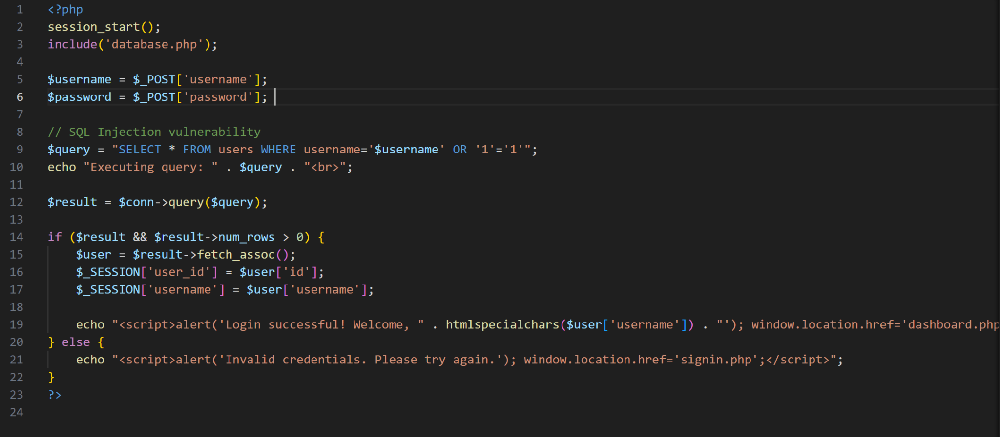 1 <?php
2 session_start();
3 include('database.php');
4
5 $username = $_POST['username'];
6 $password = $_POST['password'];
7
8 // SQL Injection vulnerability
9 $query = "SELECT * FROM users WHERE username='$username' OR '1'='1'";
10 echo "Executing query: " . $query . "<br>";
11
12 $result = $conn->query($query);
13
14 if ($result && $result->num_rows > 0) {
15     $user = $result->fetch_assoc();
16     $_SESSION['user_id'] = $user['id'];
17     $_SESSION['username'] = $user['username'];
18
19     echo "<script>alert('Login successful! Welcome, " . htmlspecialchars($user['username']) . "'); window.location.href='dashboard.php
20 } else {
21     echo "<script>alert('Invalid credentials. Please try again.'); window.location.href='signin.php';</script>";
22 }
23 ?>
24